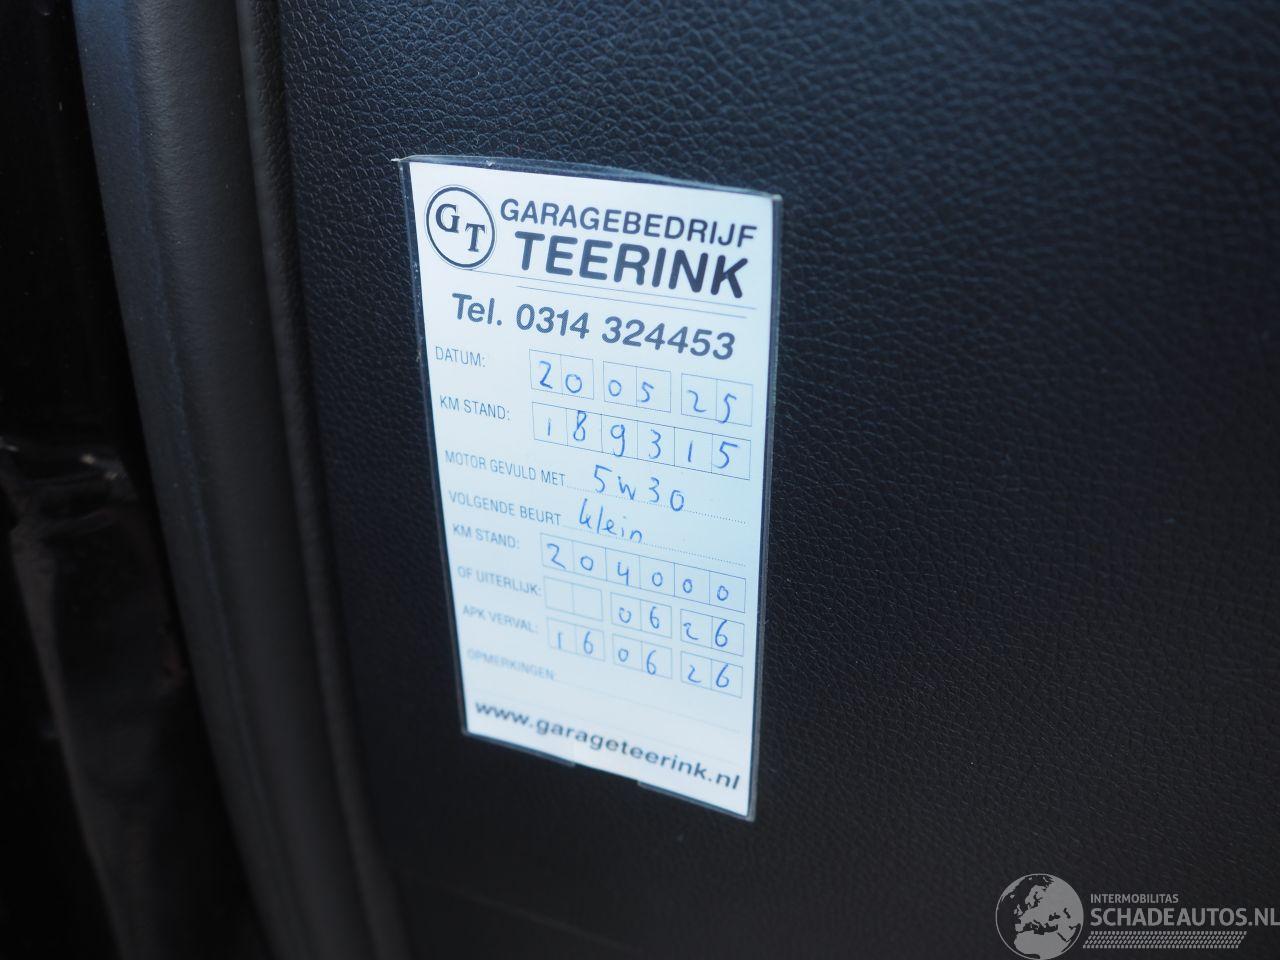 GT GARAGEBEDRIJF
TEERINK
Tel. 0314 324453
DATUM: 20 05 25
KM STAND: 189315
MOTOR GEVULD MET 5w30
VOLGENDE BEURT klein
KM STAND: 204000
OF UITERLIJK: 06 26
APK VERVAL: 16 06 26
OPMERKINGEN:
www.garageteerink.nl
INTERMOBILITAS
SCHADEAUTOS.NL